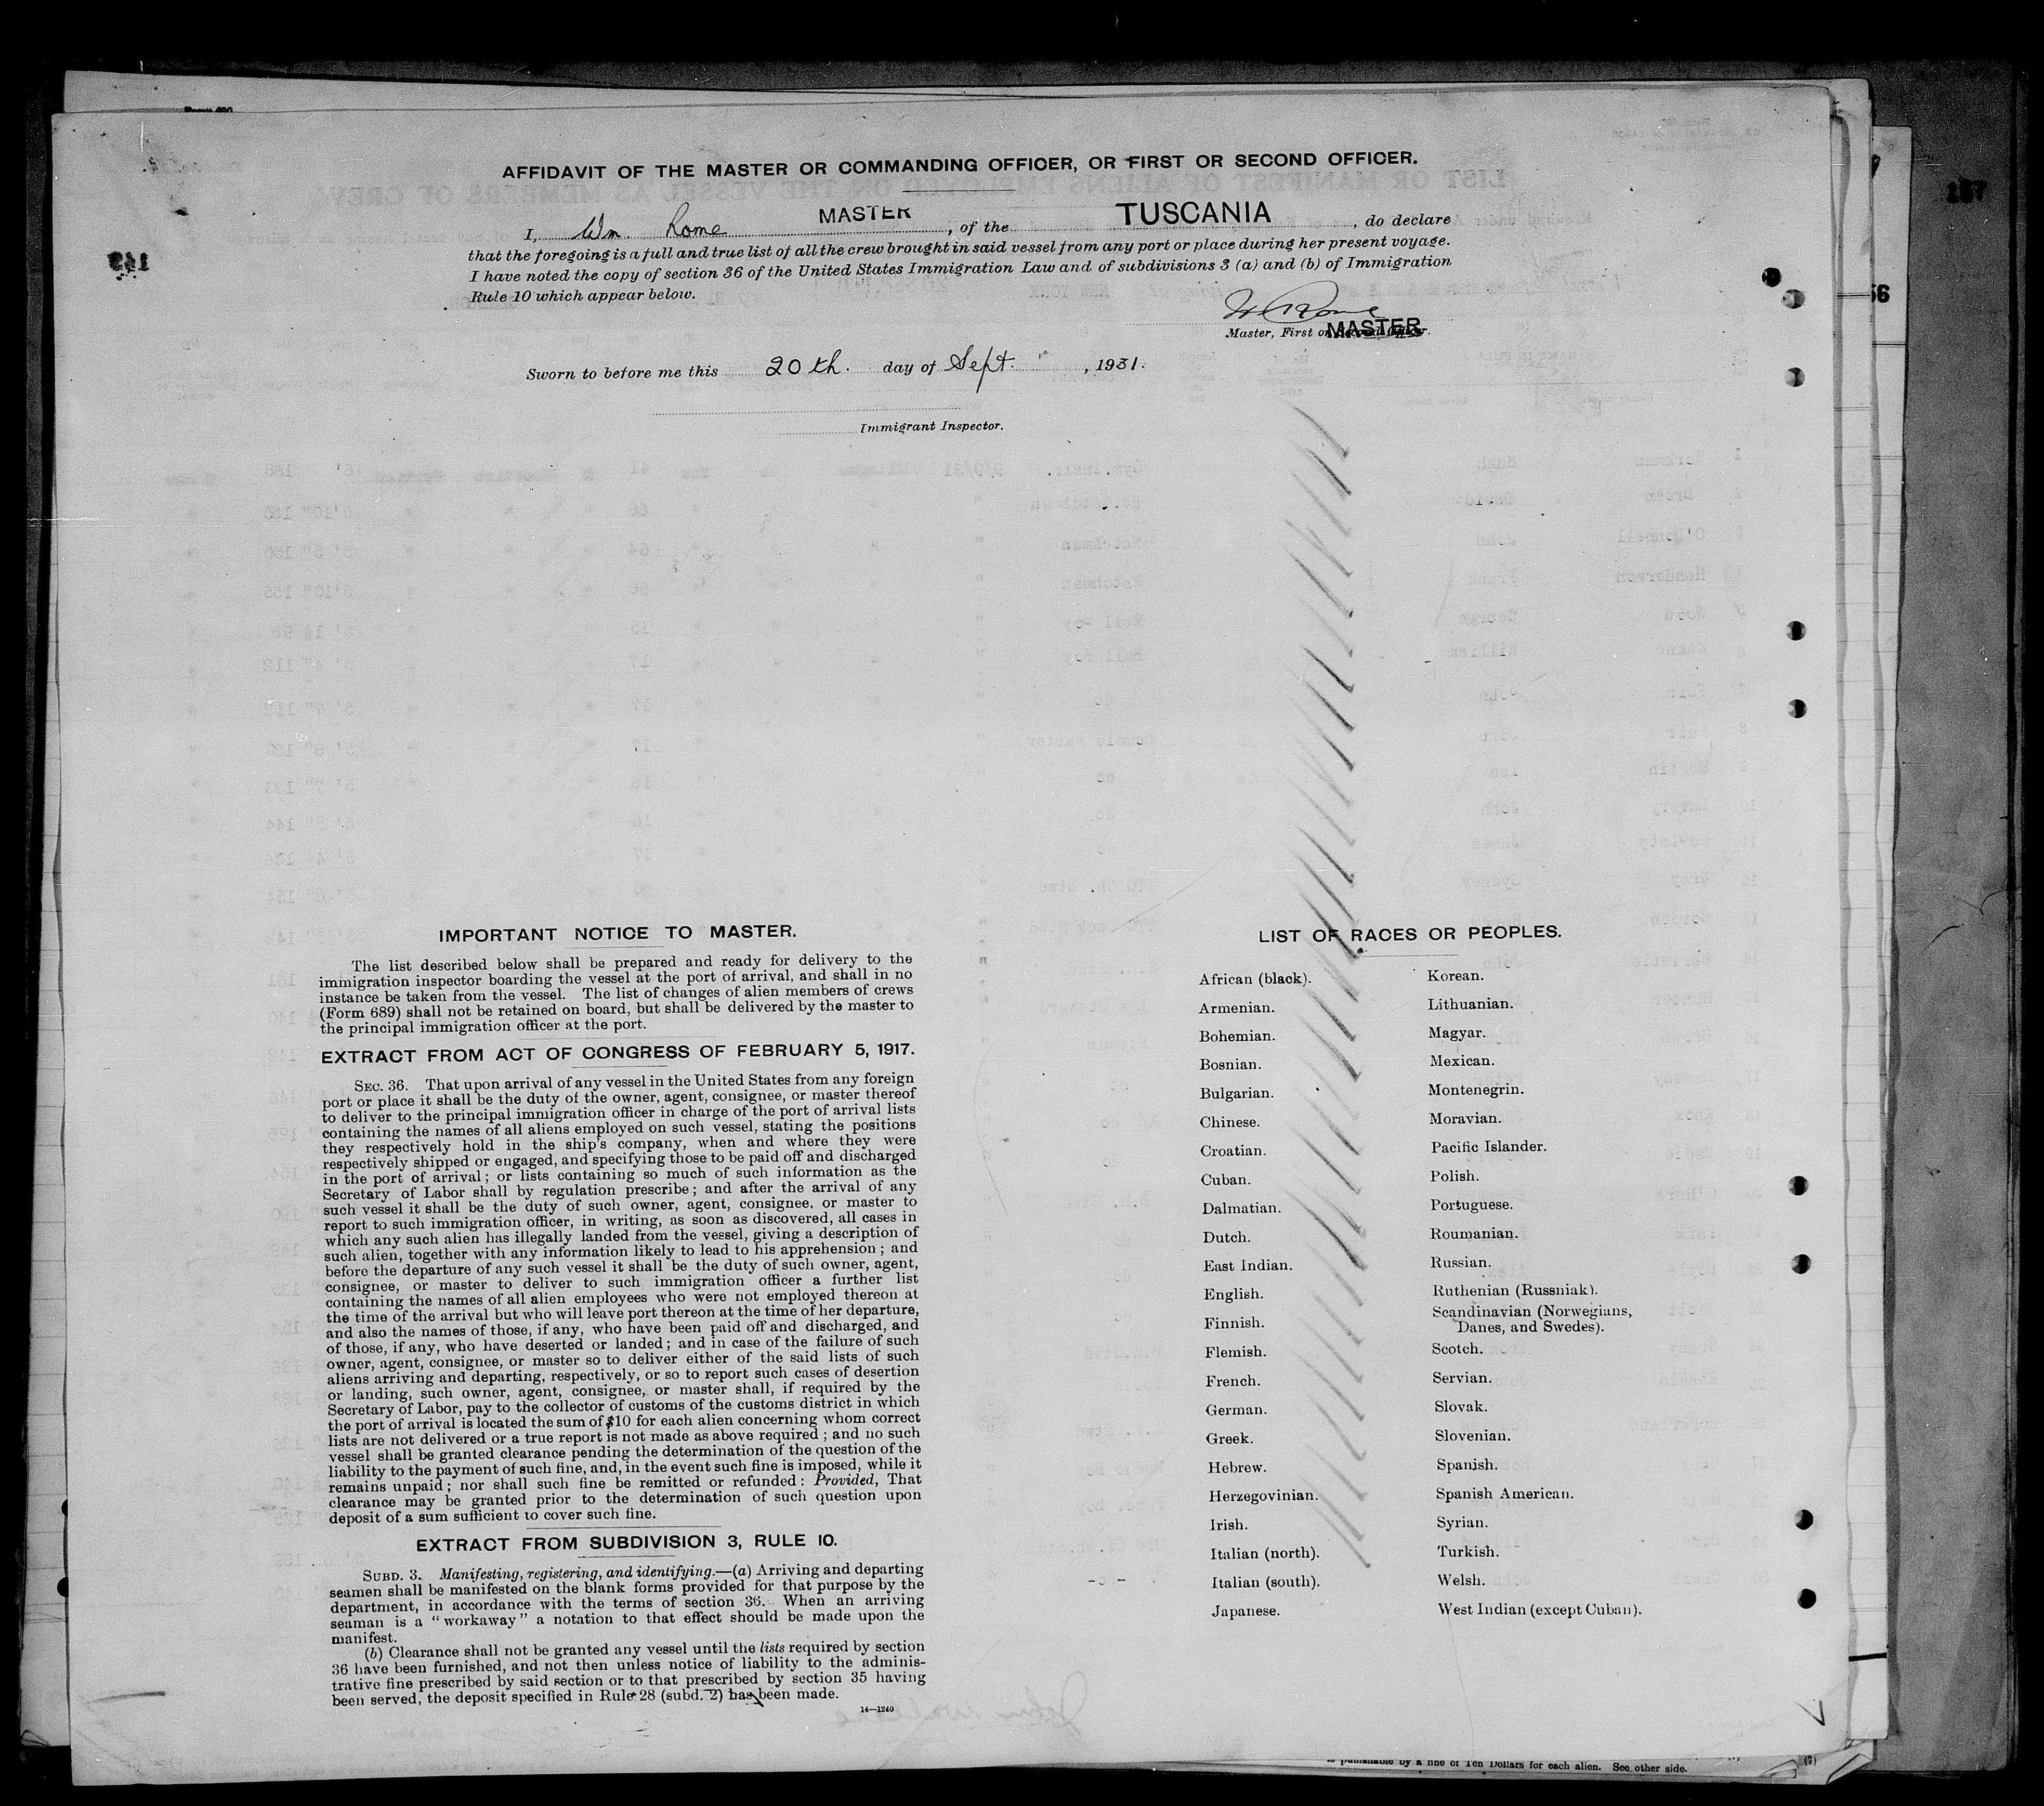 AFFIDAVIT OF THE MASTER OR COMMANDING OFFICER, OR FIRST OR SECOND OFFICER.
I, Wm. Rome MASTER, of the TUSCANIA, do declare
that the foregoing is a full and true list of all the crew brought in said vessel from any port or place during her present voyage.
I have noted the copy of section 36 of the United States Immigration Law and of subdivisions 3 (a) and (b) of Immigration
Rule 10 which appear below.
Wm Rome
Master, First or Second Officer.
MASTER
Sworn to before me this 20th. day of Sept., 1931.
Immigrant Inspector.
IMPORTANT NOTICE TO MASTER.
The list described below shall be prepared and ready for delivery to the
immigration inspector boarding the vessel at the port of arrival, and shall in no
instance be taken from the vessel. The list of changes of alien members of crews
(Form 689) shall not be retained on board, but shall be delivered by the master to
the principal immigration officer at the port.
EXTRACT FROM ACT OF CONGRESS OF FEBRUARY 5, 1917.
SEC. 36. That upon arrival of any vessel in the United States from any foreign
port or place it shall be the duty of the owner, agent, consignee, or master thereof
to deliver to the principal immigration officer in charge of the port of arrival lists
containing the names of all aliens employed on such vessel, stating the positions
they respectively hold in the ship's company, when and where they were
respectively shipped or engaged, and specifying those to be paid off and discharged
in the port of arrival; or lists containing so much of such information as the
Secretary of Labor shall by regulation prescribe; and after the arrival of any
such vessel it shall be the duty of such owner, agent, consignee, or master to
report to such immigration officer, in writing, as soon as discovered, all cases in
which any such alien has illegally landed from the vessel, giving a description of
such alien, together with any information likely to lead to his apprehension; and
before the departure of any such vessel it shall be the duty of such owner, agent,
consignee, or master to deliver to such immigration officer a further list
containing the names of all alien employees who were not employed thereon at
the time of the arrival but who will leave port thereon at the time of her departure,
and also the names of those, if any, who have been paid off and discharged, and
of those, if any, who have deserted or landed; and in case of the failure of such
owner, agent, consignee, or master so to deliver either of the said lists of such
aliens arriving and departing, respectively, or so to report such cases of desertion
or landing, such owner, agent, consignee, or master shall, if required by the
Secretary of Labor, pay to the collector of customs of the customs district in which
the port of arrival is located the sum of $10 for each alien concerning whom correct
lists are not delivered or a true report is not made as above required; and no such
vessel shall be granted clearance pending the determination of the question of the
liability to the payment of such fine, and, in the event such fine is imposed, while it
remains unpaid; nor shall such fine be remitted or refunded: Provided, That
clearance may be granted prior to the determination of such question upon
deposit of a sum sufficient to cover such fine.
EXTRACT FROM SUBDIVISION 3, RULE 10.
SUBD. 3. Manifesting, registering, and identifying.—(a) Arriving and departing
seamen shall be manifested on the blank forms provided for that purpose by the
department, in accordance with the terms of section 36. When an arriving
seaman is a "workaway" a notation to that effect should be made upon the
manifest.
(b) Clearance shall not be granted any vessel until the lists required by section
36 have been furnished, and not then unless notice of liability to the adminis-
trative fine prescribed by said section or to that prescribed by section 35 having
been served, the deposit specified in Rule 28 (subd. 2) has been made.
14—1240
LIST OF RACES OR PEOPLES.
African (black).
Armenian.
Bohemian.
Bosnian.
Bulgarian.
Chinese.
Croatian.
Cuban.
Dalmatian.
Dutch.
East Indian.
English.
Finnish.
Flemish.
French.
German.
Greek.
Hebrew.
Herzegovinian.
Irish.
Italian (north).
Italian (south).
Japanese.
Korean.
Lithuanian.
Magyar.
Mexican.
Montenegrin.
Moravian.
Pacific Islander.
Polish.
Portuguese.
Roumanian.
Russian.
Ruthenian (Russniak).
Scandinavian (Norwegians,
Danes, and Swedes).
Scotch.
Servian.
Slovak.
Slovenian.
Spanish.
Spanish American.
Syrian.
Turkish.
Welsh.
West Indian (except Cuban).
is punishable by a fine of Ten Dollars for each alien. See other side.
(7)